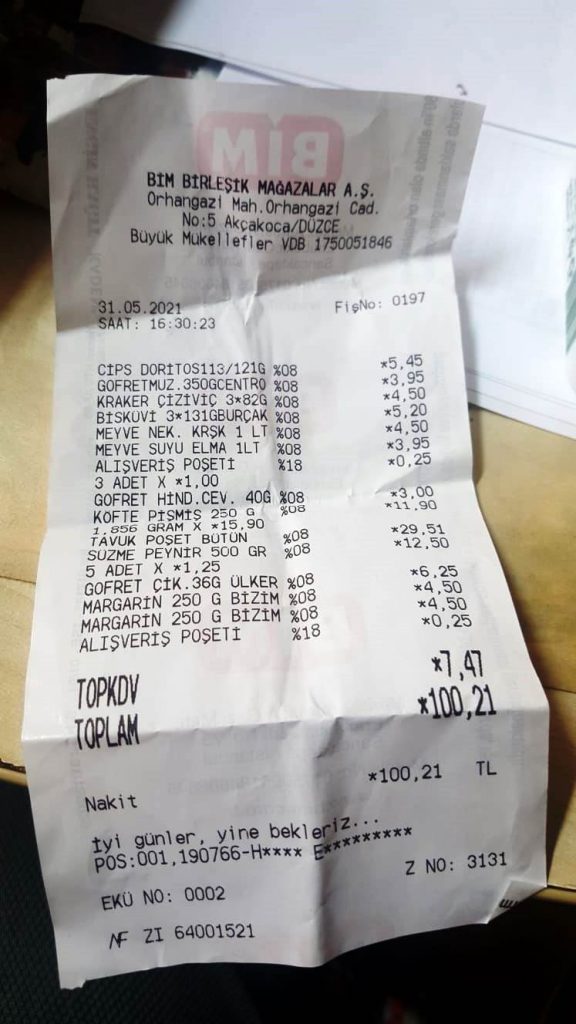 BİM BİRLEŞİK MAĞAZALAR A.Ş.
Orhangazi Mah.Orhangazi Cad.
No:5 Akçakoca/DÜZCE
Büyük Mükellefler VDB 1750051846
31.05.2021 FişNo: 0197
SAAT: 16:30:23
CİPS DORİTOS113/121G %08 *5,45
GOFRETMUZ.350GCENTRO %08 *3,95
KRAKER ÇİZİVİÇ 3*82G %08 *4,50
BİSKÜVİ 3*131GBURÇAK %08 *5,20
MEYVE NEK. KRŞK 1 LT %08 *4,50
MEYVE SUYU ELMA 1LT %08 *3,95
ALIŞVERİŞ POŞETİ %18 *0,25
3 ADET X *1,00
GOFRET HİND.CEV. 40G %08 *3,00
KÖFTE PİŞMİŞ 250 G %08 *11,90
1,856 GRAM X *15,90
TAVUK POŞET BÜTÜN %08 *29,51
SÜZME PEYNİR 500 GR %08 *12,50
5 ADET X *1,25
GOFRET ÇİK.36G ÜLKER %08 *6,25
MARGARİN 250 G BİZİM %08 *4,50
MARGARİN 250 G BİZİM %08 *4,50
ALIŞVERİŞ POŞETİ %18 *0,25
TOPKDV *7,47
TOPLAM *100,21
Nakit *100,21 TL
İyi günler, yine bekleriz...
POS:001,190766-H**** E*********
EKÜ NO: 0002 Z NO: 3131
NF ZI 64001521